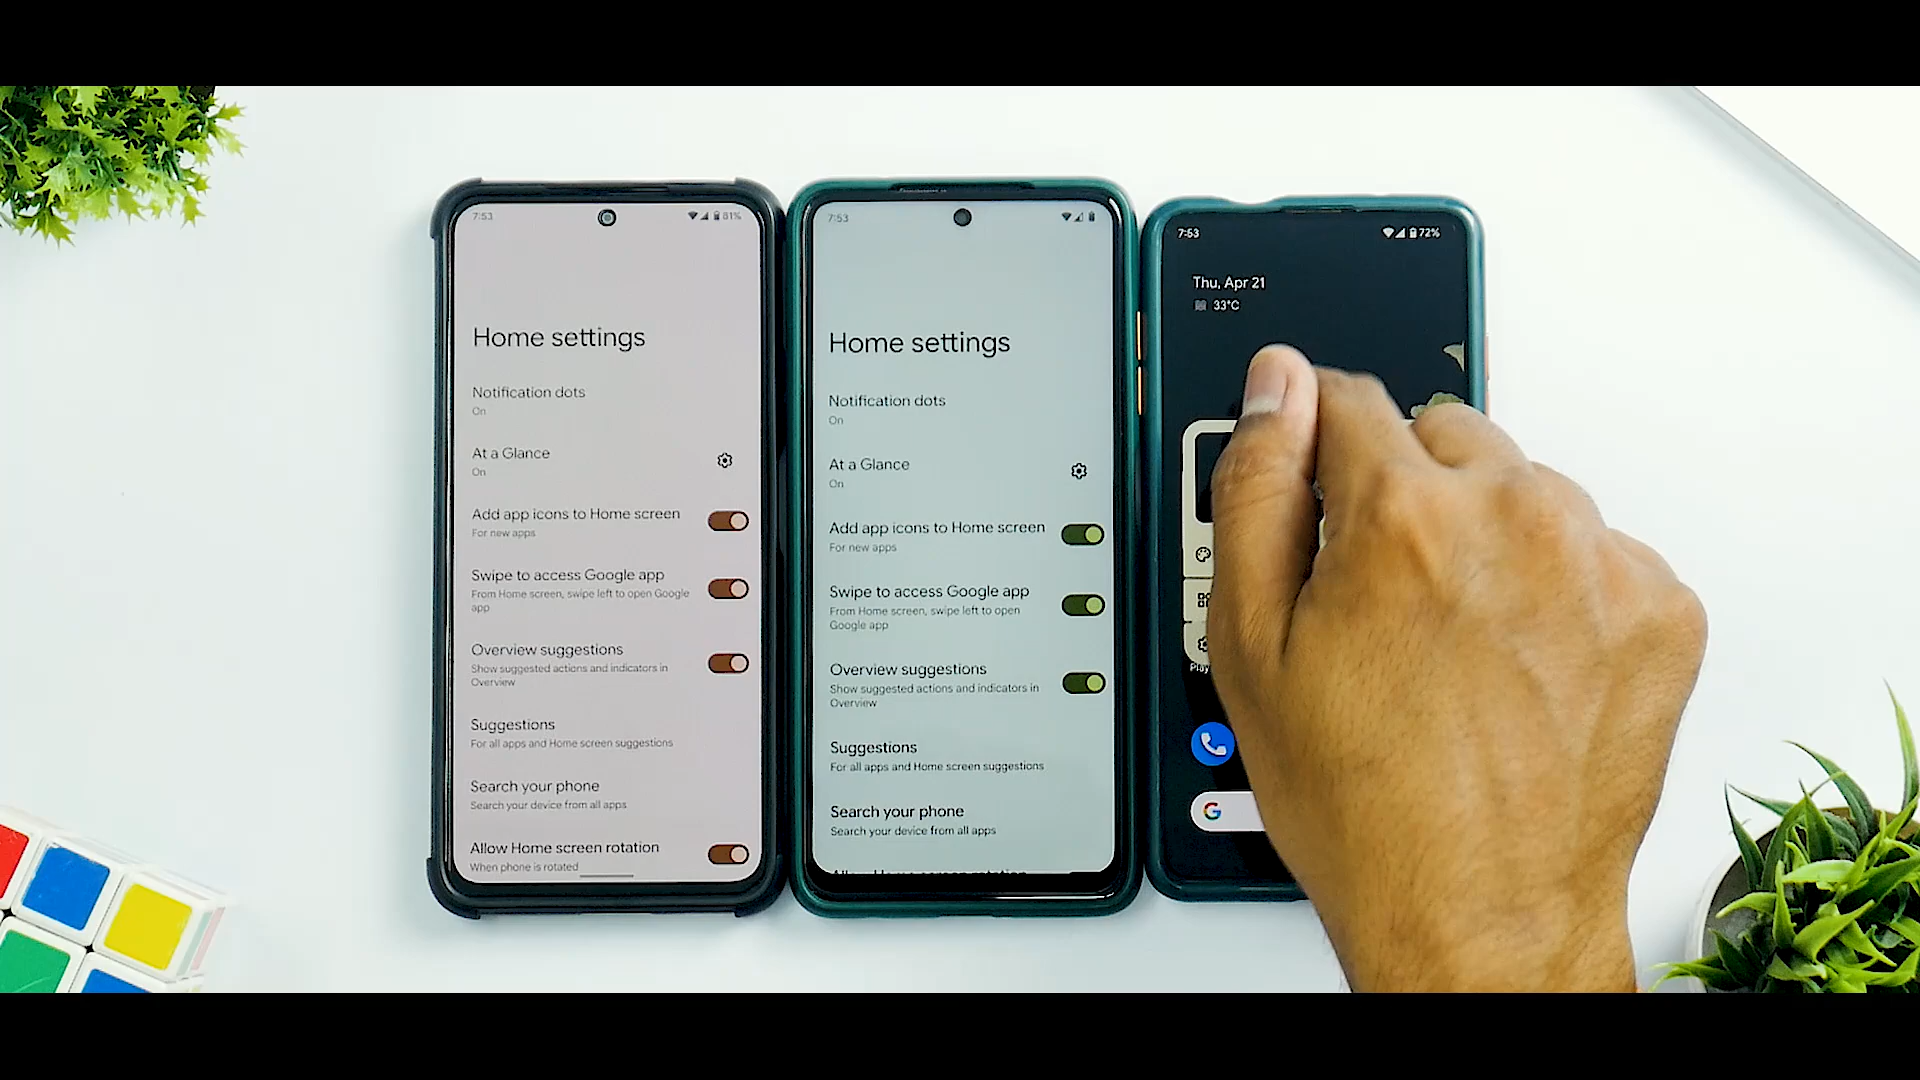 7:53
81%
Home settings
Notification dots
On
At a Glance
On
Add app icons to Home screen
For new apps
Swipe to access Google app
From Home screen, swipe left to open Google
app
Overview suggestions
Show suggested actions and indicators in
Overview
Suggestions
For all apps and Home screen suggestions
Search your phone
Search your device from all apps
Allow Home screen rotation
When phone is rotated
7:53
Home settings
Notification dots
On
At a Glance
On
Add app icons to Home screen
For new apps
Swipe to access Google app
From Home screen, swipe left to open
Google app
Overview suggestions
Show suggested actions and indicators in
Overview
Suggestions
For all apps and Home screen suggestions
Search your phone
Search your device from all apps
Allow Home screen rotation
7:53
72%
Thu, Apr 21
33°C
Play
G